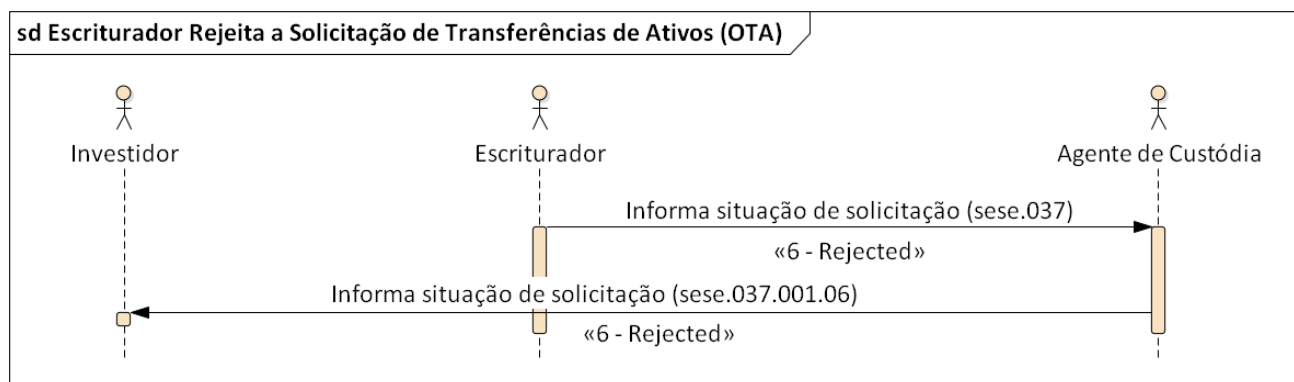 sd Escriturador Rejeita a Solicitação de Transferências de Ativos (OTA)
Investidor
Escriturador
Agente de Custódia
Informa situação de solicitação (sese.037)
«6 - Rejected»
Informa situação de solicitação (sese.037.001.06)
«6 - Rejected»